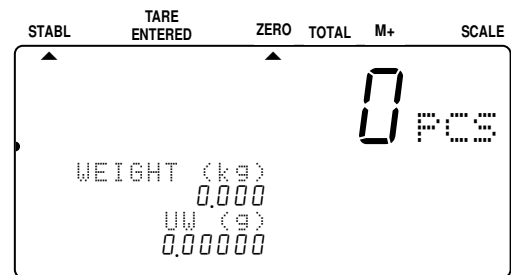 STABL TARE ENTERED ZERO TOTAL M+ SCALE
0 PCS
WEIGHT (kg)
0.000
UW (g)
0.00000